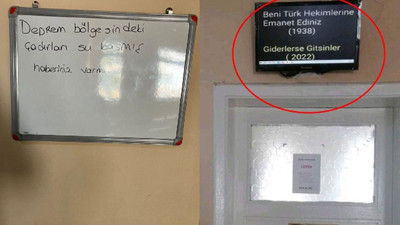 Deprem bölgesindeki
çadırları su basmış
haberiniz var mı
Beni Türk Hekimlerine
Emanet Ediniz
(1938)
Giderlerse Gitsinler
( 2022)